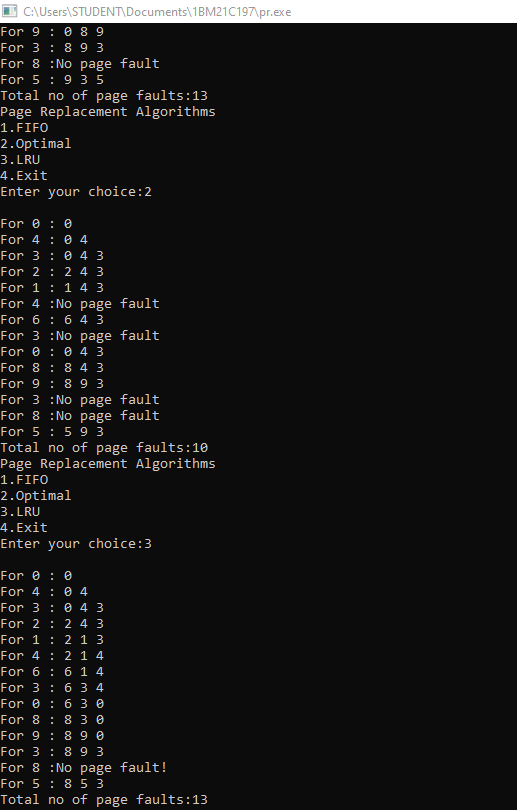 C:\Users\STUDENT\Documents\1BM21C197\pr.exe
For 9 : 0 8 9
For 3 : 8 9 3
For 8 :No page fault
For 5 : 9 3 5
Total no of page faults:13
Page Replacement Algorithms
1.FIFO
2.Optimal
3.LRU
4.Exit
Enter your choice:2
For 0 : 0
For 4 : 0 4
For 3 : 0 4 3
For 2 : 2 4 3
For 1 : 1 4 3
For 4 :No page fault
For 6 : 6 4 3
For 3 :No page fault
For 0 : 0 4 3
For 8 : 8 4 3
For 9 : 8 9 3
For 3 :No page fault
For 8 :No page fault
For 5 : 5 9 3
Total no of page faults:10
Page Replacement Algorithms
1.FIFO
2.Optimal
3.LRU
4.Exit
Enter your choice:3
For 0 : 0
For 4 : 0 4
For 3 : 0 4 3
For 2 : 2 4 3
For 1 : 2 1 3
For 4 : 2 1 4
For 6 : 6 1 4
For 3 : 6 3 4
For 0 : 6 3 0
For 8 : 8 3 0
For 9 : 8 9 0
For 3 : 8 9 3
For 8 :No page fault!
For 5 : 8 5 3
Total no of page faults:13